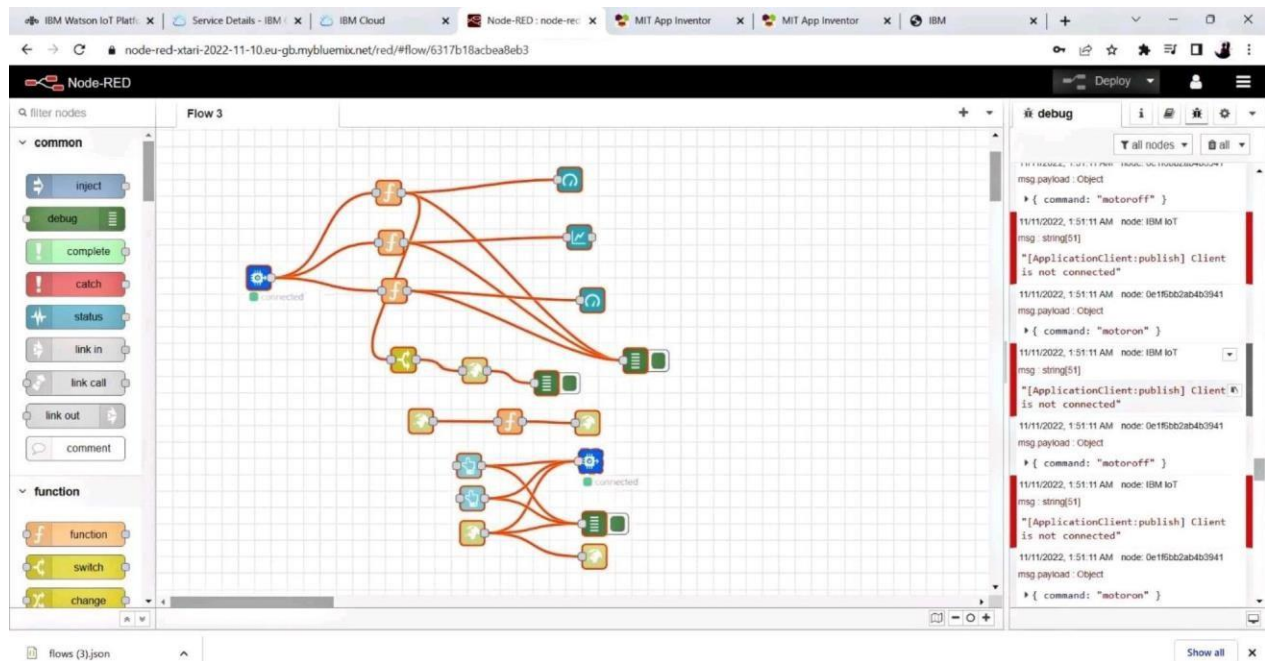 IBM Watson IoT Platf
Service Details - IBM
IBM Cloud
Node-RED : node-rec
MIT App Inventor
MIT App Inventor
IBM
node-red-xtari-2022-11-10.eu-gb.mybluemix.net/red/#flow/6317b18acbea8eb3
Node-RED
Deploy
filter nodes
Flow 3
debug
i
all nodes
all
common
inject
debug
complete
catch
status
link in
link call
link out
comment
function
function
switch
change
connected
connected
msg.payload : Object
{ command: "motoroff" }
11/11/2022, 1:51:11 AM node: IBM IoT
msg : string[51]
"[ApplicationClient:publish] Client
is not connected"
11/11/2022, 1:51:11 AM node: 0e1f6bb2ab4b3941
msg.payload : Object
{ command: "motoron" }
11/11/2022, 1:51:11 AM node: IBM IoT
msg : string[51]
"[ApplicationClient:publish] Client
is not connected"
11/11/2022, 1:51:11 AM node: 0e1f6bb2ab4b3941
msg.payload : Object
{ command: "motoroff" }
11/11/2022, 1:51:11 AM node: IBM IoT
msg : string[51]
"[ApplicationClient:publish] Client
is not connected"
11/11/2022, 1:51:11 AM node: 0e1f6bb2ab4b3941
msg.payload : Object
{ command: "motoron" }
flows (3).json
Show all